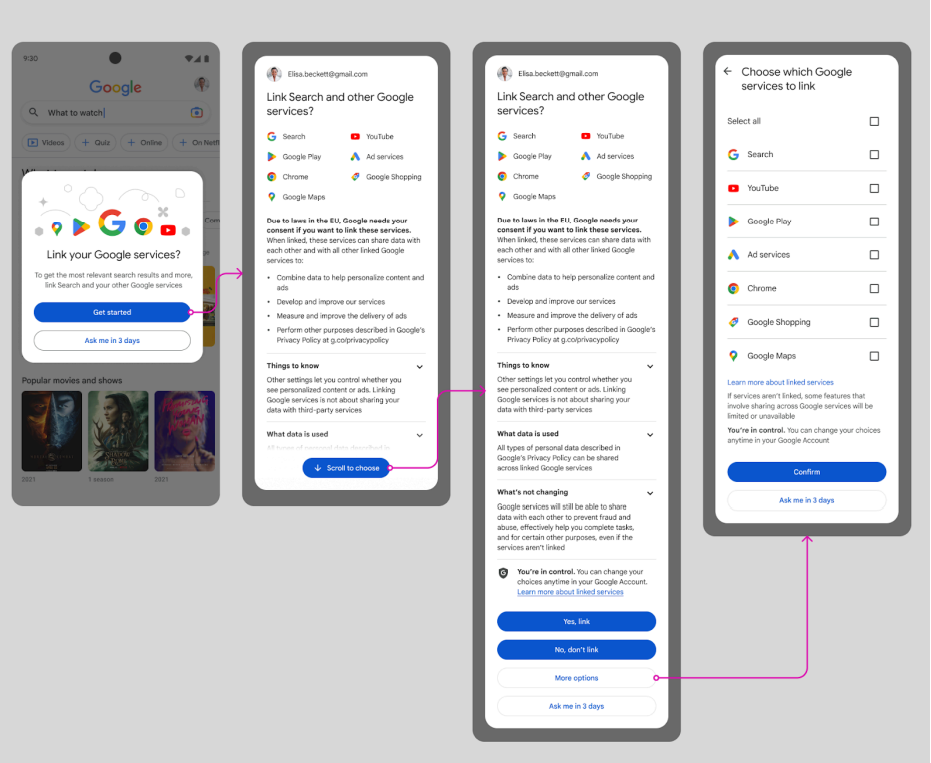 9:30
Google
What to watch
Videos
Quiz
Online
On Netf
Link your Google services?
To get the most relevant search results and more,
link Search and your other Google services
Get started
Ask me in 3 days
Popular movies and shows
2021
1 season
2021
Elisa.beckett@gmail.com
Link Search and other Google
services?
Search
YouTube
Google Play
Ad services
Chrome
Google Shopping
Google Maps
Due to laws in the EU, Google needs your
consent if you want to link these services.
When linked, these services can share data with
each other and with all other linked Google
services to:
• Combine data to help personalize content and
ads
• Develop and improve our services
• Measure and improve the delivery of ads
• Perform other purposes described in Google's
Privacy Policy at g.co/privacypolicy
Things to know
Other settings let you control whether you
see personalized content or ads. Linking
Google services is not about sharing your
data with third-party services
What data is used
All types of personal data described in
Scroll to choose
Elisa.beckett@gmail.com
Link Search and other Google
services?
Search
YouTube
Google Play
Ad services
Chrome
Google Shopping
Google Maps
Due to laws in the EU, Google needs your
consent if you want to link these services.
When linked, these services can share data with
each other and with all other linked Google
services to:
• Combine data to help personalize content and
ads
• Develop and improve our services
• Measure and improve the delivery of ads
• Perform other purposes described in Google's
Privacy Policy at g.co/privacypolicy
Things to know
Other settings let you control whether you
see personalized content or ads. Linking
Google services is not about sharing your
data with third-party services
What data is used
All types of personal data described in
Google's Privacy Policy can be shared
across linked Google services
What's not changing
Google services will still be able to share
data with each other to prevent fraud and
abuse, effectively help you complete tasks,
and for certain other purposes, even if the
services aren't linked
You're in control. You can change your
choices anytime in your Google Account.
Learn more about linked services
Yes, link
No, don't link
More options
Ask me in 3 days
Choose which Google
services to link
Select all
Search
YouTube
Google Play
Ad services
Chrome
Google Shopping
Google Maps
Learn more about linked services
If services aren't linked, some features that
involve sharing across Google services will be
limited or unavailable
You're in control. You can change your choices
anytime in your Google Account
Confirm
Ask me in 3 days